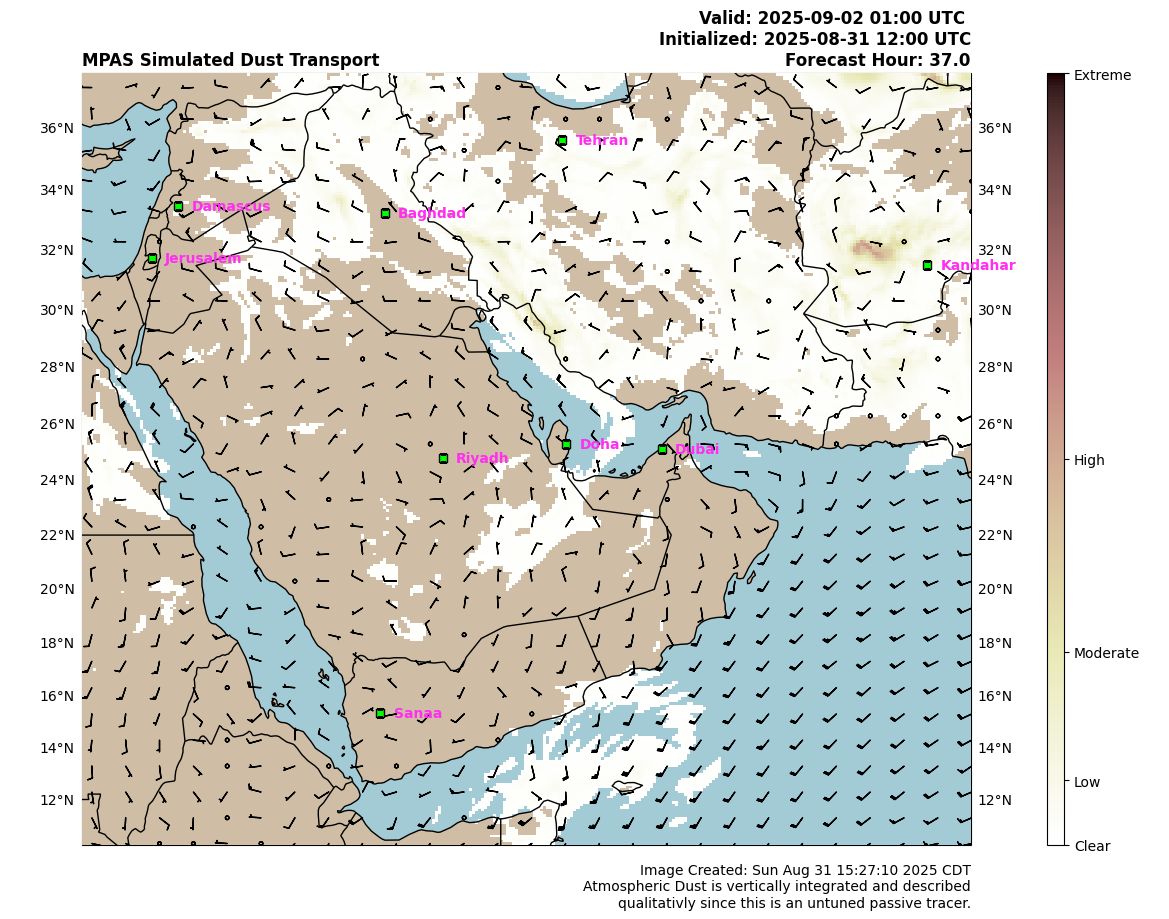 Valid: 2025-09-02 01:00 UTC
Initialized: 2025-08-31 12:00 UTC
MPAS Simulated Dust Transport Forecast Hour: 37.0
Extreme
36°N 36°N
Tehran
34°N 34°N
Damascus
Baghdad
32°N 32°N
Jerusalem
Kandahar
30°N 30°N
28°N 28°N
26°N 26°N
Doha
Dubai
Riyadh
High
24°N 24°N
22°N 22°N
20°N 20°N
18°N 18°N
Moderate
16°N 16°N
Sanaa
14°N 14°N
Low
12°N 12°N
Clear
Image Created: Sun Aug 31 15:27:10 2025 CDT
Atmospheric Dust is vertically integrated and described
qualitativly since this is an untuned passive tracer.